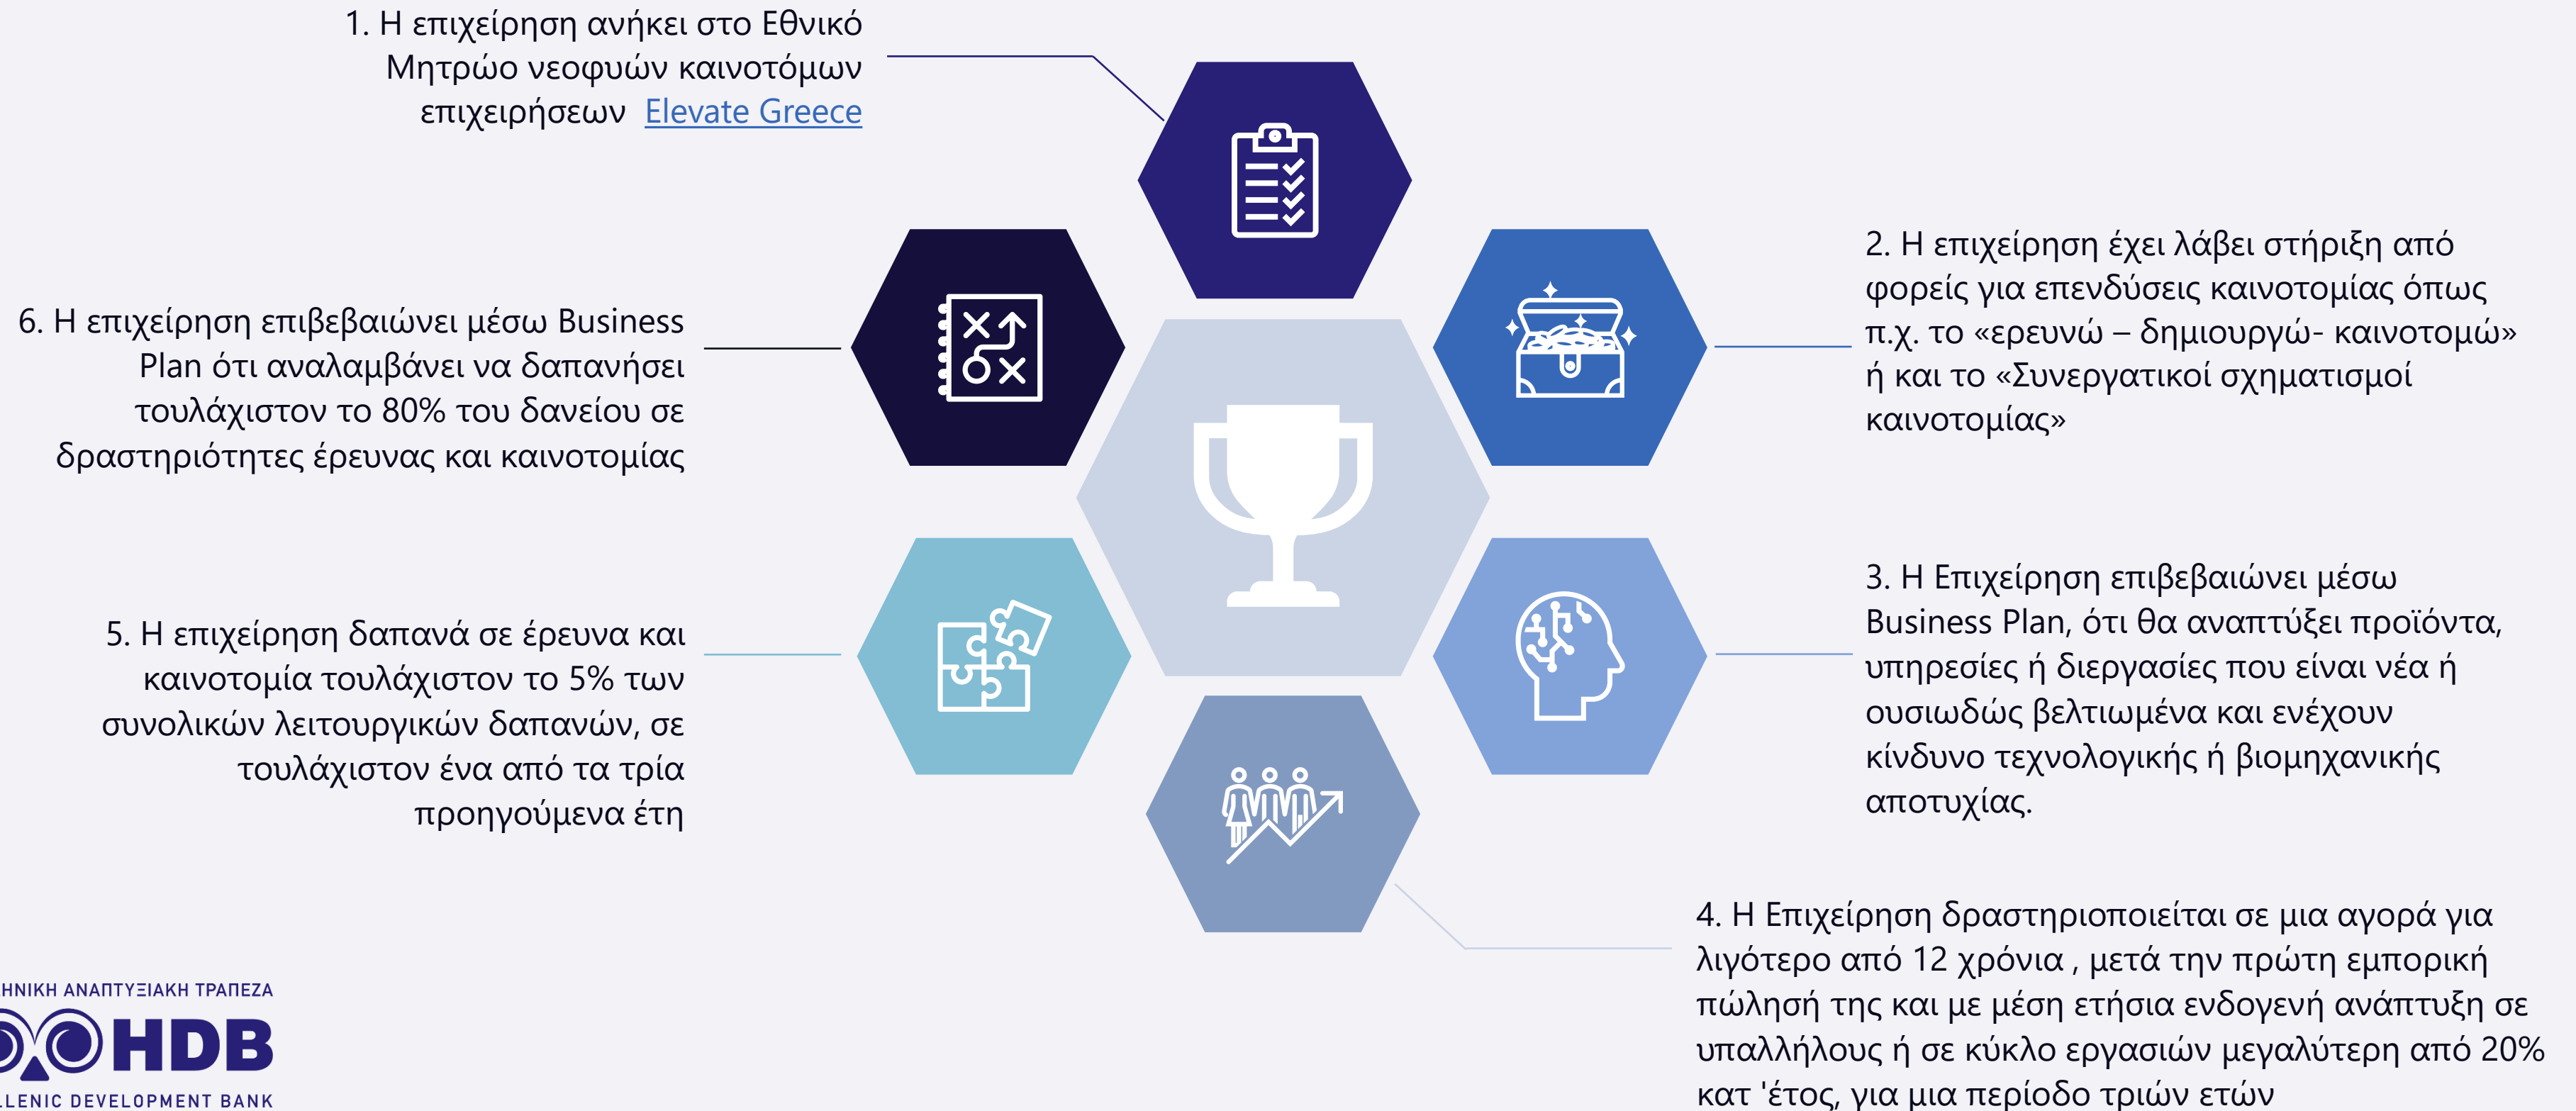 1. Η επιχείρηση ανήκει στο Εθνικό
Μητρώο νεοφυών καινοτόμων
επιχειρήσεων Elevate Greece
2. Η επιχείρηση έχει λάβει στήριξη από
φορείς για επενδύσεις καινοτομίας όπως
π.χ. το «ερευνώ – δημιουργώ- καινοτομώ»
ή και το «Συνεργατικοί σχηματισμοί
καινοτομίας»
3. Η Επιχείρηση επιβεβαιώνει μέσω
Business Plan, ότι θα αναπτύξει προϊόντα,
υπηρεσίες ή διεργασίες που είναι νέα ή
ουσιωδώς βελτιωμένα και ενέχουν
κίνδυνο τεχνολογικής ή βιομηχανικής
αποτυχίας.
4. Η Επιχείρηση δραστηριοποιείται σε μια αγορά για
λιγότερο από 12 χρόνια , μετά την πρώτη εμπορική
πώλησή της και με μέση ετήσια ενδογενή ανάπτυξη σε
υπαλλήλους ή σε κύκλο εργασιών μεγαλύτερη από 20%
κατ 'έτος, για μια περίοδο τριών ετών
5. Η επιχείρηση δαπανά σε έρευνα και
καινοτομία τουλάχιστον το 5% των
συνολικών λειτουργικών δαπανών, σε
τουλάχιστον ένα από τα τρία
προηγούμενα έτη
6. Η επιχείρηση επιβεβαιώνει μέσω Business
Plan ότι αναλαμβάνει να δαπανήσει
τουλάχιστον το 80% του δανείου σε
δραστηριότητες έρευνας και καινοτομίας
ΗΝΙΚΗ ΑΝΑΠΤΥΞΙΑΚΗ ΤΡΑΠΕΖΑ
HDB
LLENIC DEVELOPMENT BANK